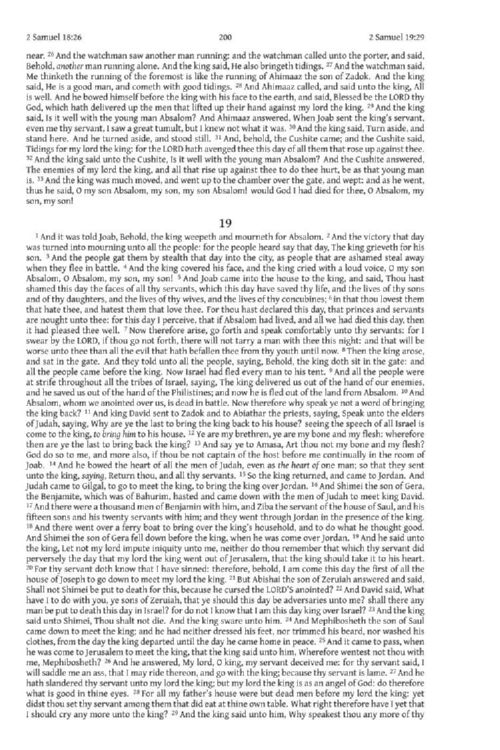 2 Samuel 18:26 200 2 Samuel 19:29
near. 26 And the watchman saw another man running: and the watchman called unto the porter, and said,
Behold, another man running alone. And the king said, He also bringeth tidings. 27 And the watchman said,
Me thinketh the running of the foremost is like the running of Ahimaaz the son of Zadok. And the king
said, He is a good man, and cometh with good tidings. 28 And Ahimaaz called, and said unto the king, All
is well. And he bowed himself before the king with his face to the earth, and said, Blessed be the LORD thy
God, which hath delivered up the men that lifted up their hand against my lord the king. 29 And the king
said, Is it well with the young man Absalom? And Ahimaaz answered, When Joab sent the king's servant,
even me thy servant, I saw a great tumult, but I knew not what it was. 30 And the king said, Turn aside, and
stand here. And he turned aside, and stood still. 31 And, behold, the Cushite came; and the Cushite said,
Tidings for my lord the king: for the LORD hath avenged thee this day of all them that rose up against thee.
32 And the king said unto the Cushite, Is it well with the young man Absalom? And the Cushite answered,
The enemies of my lord the king, and all that rise up against thee to do thee hurt, be as that young man
is. 33 And the king was much moved, and went up to the chamber over the gate, and wept: and as he went,
thus he said, O my son Absalom, my son, my son Absalom! would God I had died for thee, O Absalom, my
son, my son!
19
1 And it was told Joab, Behold, the king weepeth and mourneth for Absalom. 2 And the victory that day
was turned into mourning unto all the people: for the people heard say that day, The king grieveth for his
son. 3 And the people gat them by stealth that day into the city, as people that are ashamed steal away
when they flee in battle. 4 And the king covered his face, and the king cried with a loud voice, O my son
Absalom, O Absalom, my son, my son! 5 And Joab came into the house to the king, and said, Thou hast
shamed this day the faces of all thy servants, which this day have saved thy life, and the lives of thy sons
and of thy daughters, and the lives of thy wives, and the lives of thy concubines; 6 in that thou lovest them
that hate thee, and hatest them that love thee. For thou hast declared this day, that princes and servants
are nought unto thee: for this day I perceive, that if Absalom had lived, and all we had died this day, then
it had pleased thee well. 7 Now therefore arise, go forth and speak comfortably unto thy servants: for I
swear by the LORD, if thou go not forth, there will not tarry a man with thee this night: and that will be
worse unto thee than all the evil that hath befallen thee from thy youth until now. 8 Then the king arose,
and sat in the gate. And they told unto all the people, saying, Behold, the king doth sit in the gate: and
all the people came before the king. Now Israel had fled every man to his tent. 9 And all the people were
at strife throughout all the tribes of Israel, saying, The king delivered us out of the hand of our enemies,
and he saved us out of the hand of the Philistines; and now he is fled out of the land from Absalom. 10 And
Absalom, whom we anointed over us, is dead in battle. Now therefore why speak ye not a word of bringing
the king back? 11 And king David sent to Zadok and to Abiathar the priests, saying, Speak unto the elders
of Judah, saying, Why are ye the last to bring the king back to his house? seeing the speech of all Israel is
come to the king, to bring him to his house. 12 Ye are my brethren, ye are my bone and my flesh: wherefore
then are ye the last to bring back the king? 13 And say ye to Amasa, Art thou not my bone and my flesh?
God do so to me, and more also, if thou be not captain of the host before me continually in the room of
Joab. 14 And he bowed the heart of all the men of Judah, even as the heart of one man; so that they sent
unto the king, saying, Return thou, and all thy servants. 15 So the king returned, and came to Jordan. And
Judah came to Gilgal, to go to meet the king, to bring the king over Jordan. 16 And Shimei the son of Gera,
the Benjamite, which was of Bahurim, hasted and came down with the men of Judah to meet king David.
17 And there were a thousand men of Benjamin with him, and Ziba the servant of the house of Saul, and his
fifteen sons and his twenty servants with him; and they went through Jordan in the presence of the king.
18 And there went over a ferry boat to bring over the king's household, and to do what he thought good.
And Shimei the son of Gera fell down before the king, when he was come over Jordan. 19 And he said unto
the king, Let not my lord impute iniquity unto me, neither do thou remember that which thy servant did
perversely the day that my lord the king went out of Jerusalem, that the king should take it to his heart.
20 For thy servant doth know that I have sinned: therefore, behold, I am come this day the first of all the
house of Joseph to go down to meet my lord the king. 21 But Abishai the son of Zeruiah answered and said,
Shall not Shimei be put to death for this, because he cursed the LORD'S anointed? 22 And David said, What
have I to do with you, ye sons of Zeruiah, that ye should this day be adversaries unto me? shall there any
man be put to death this day in Israel? for do not I know that I am this day king over Israel? 23 And the king
said unto Shimei, Thou shalt not die. And the king sware unto him. 24 And Mephibosheth the son of Saul
came down to meet the king; and he had neither dressed his feet, nor trimmed his beard, nor washed his
clothes, from the day the king departed until the day he came home in peace. 25 And it came to pass, when
he was come to Jerusalem to meet the king, that the king said unto him, Wherefore wentest not thou with
me, Mephibosheth? 26 And he answered, My lord, O king, my servant deceived me: for thy servant said, I
will saddle me an ass, that I may ride thereon, and go with the king; because thy servant is lame. 27 And he
hath slandered thy servant unto my lord the king; but my lord the king is as an angel of God: do therefore
what is good in thine eyes. 28 For all my father's house were but dead men before my lord the king: yet
didst thou set thy servant among them that did eat at thine own table. What right therefore have I yet that
I should cry any more unto the king? 29 And the king said unto him, Why speakest thou any more of thy